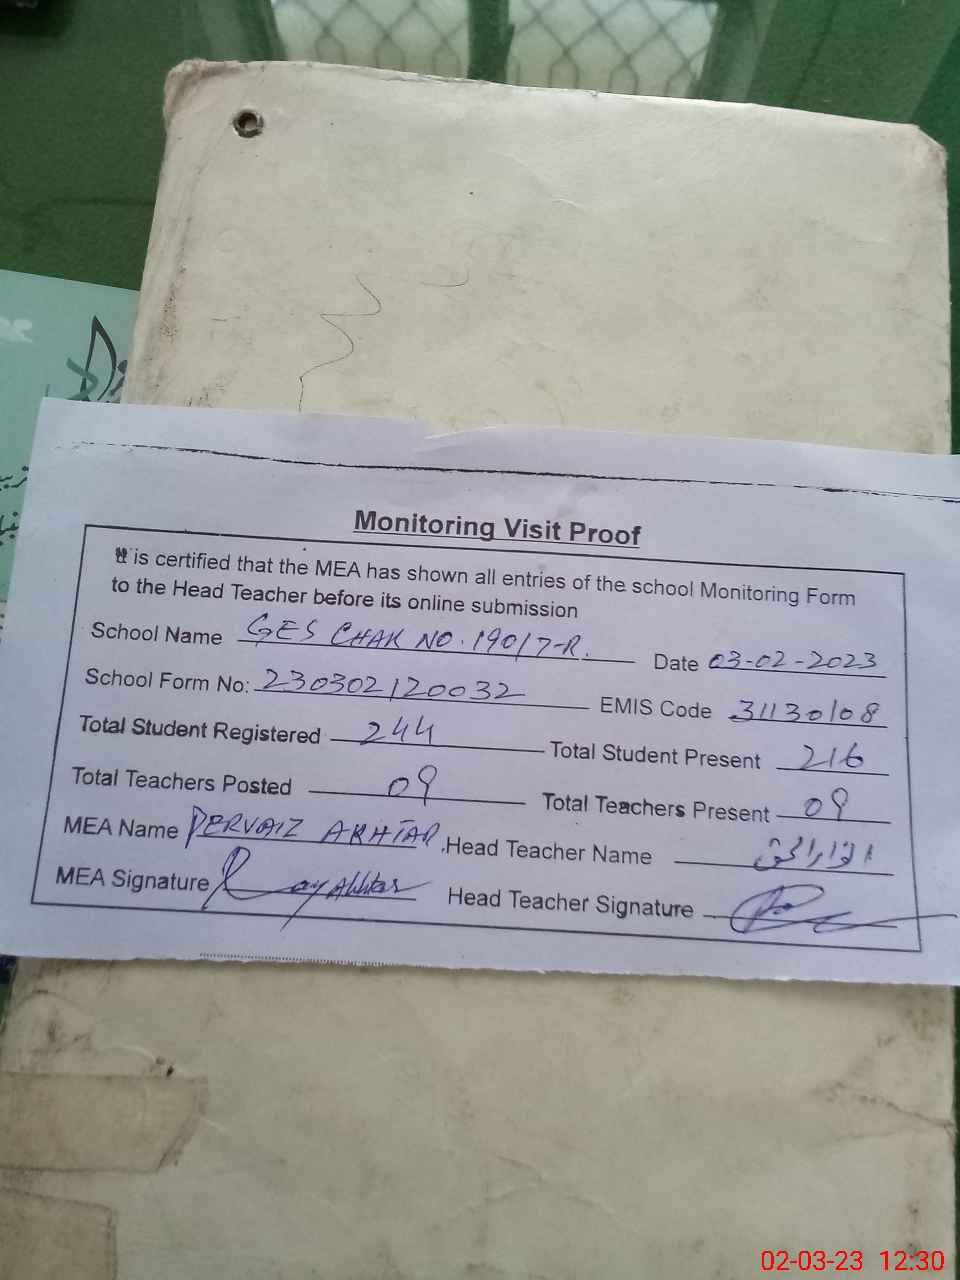 Monitoring Visit Proof
It is certified that the MEA has shown all entries of the school Monitoring Form
to the Head Teacher before its online submission
School Name GES CHAK NO. 190/7-R. Date 03-02-2023
School Form No: 230302120032 EMIS Code 31130108
Total Student Registered 244 Total Student Present 216
Total Teachers Posted 09 Total Teachers Present 09
MEA Name PERVAIZ AKHTAR. Head Teacher Name
MEA Signature Head Teacher Signature
02-03-23 12:30